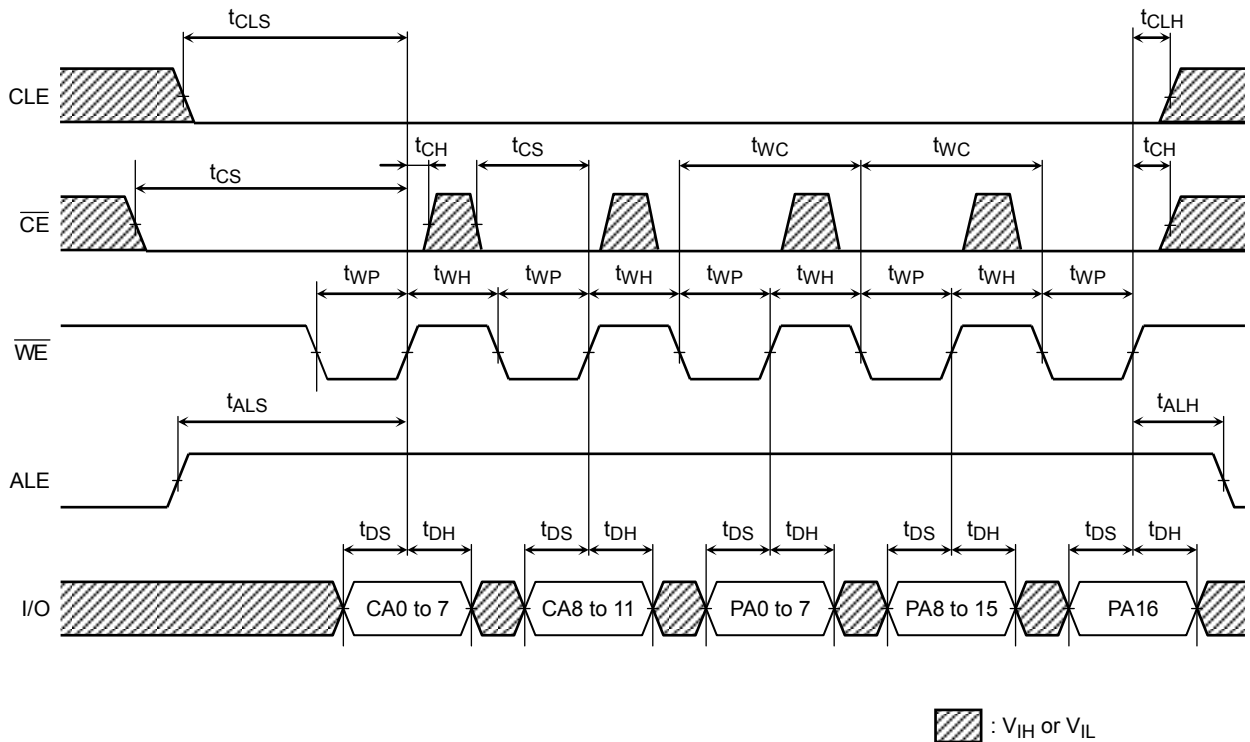 tCLS tCLH
CLE
tCH tCS tWC tWC tCH
tCS
CE
tWP tWH tWP tWH tWP tWH tWP tWH tWP
WE
tALS tALH
ALE
tDS tDH tDS tDH tDS tDH tDS tDH tDS tDH
I/O CA0 to 7 CA8 to 11 PA0 to 7 PA8 to 15 PA16
: VIH or VIL